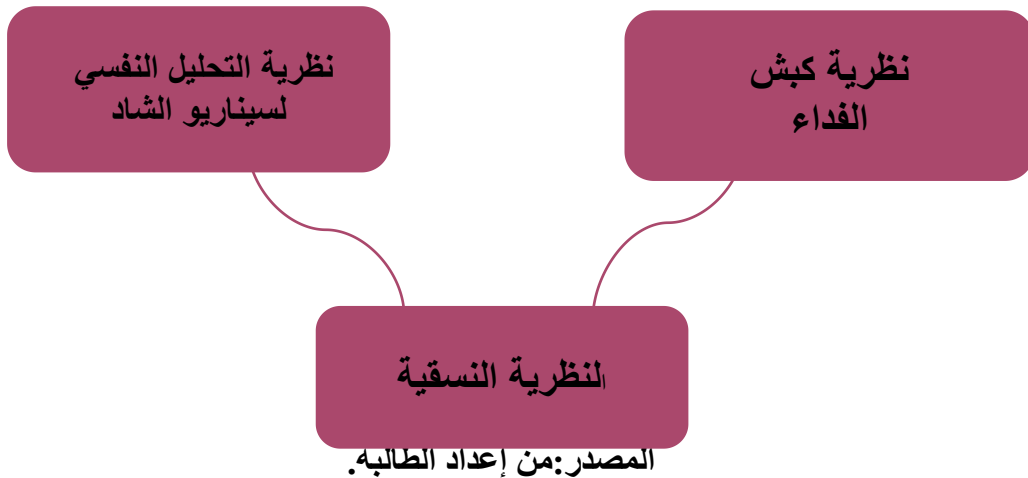 نظرية كبش
الفداء
نظرية التحليل النفسي
لسيناريو الشاد
النظرية النسقية
المصدر:من إعداد الطالبة.